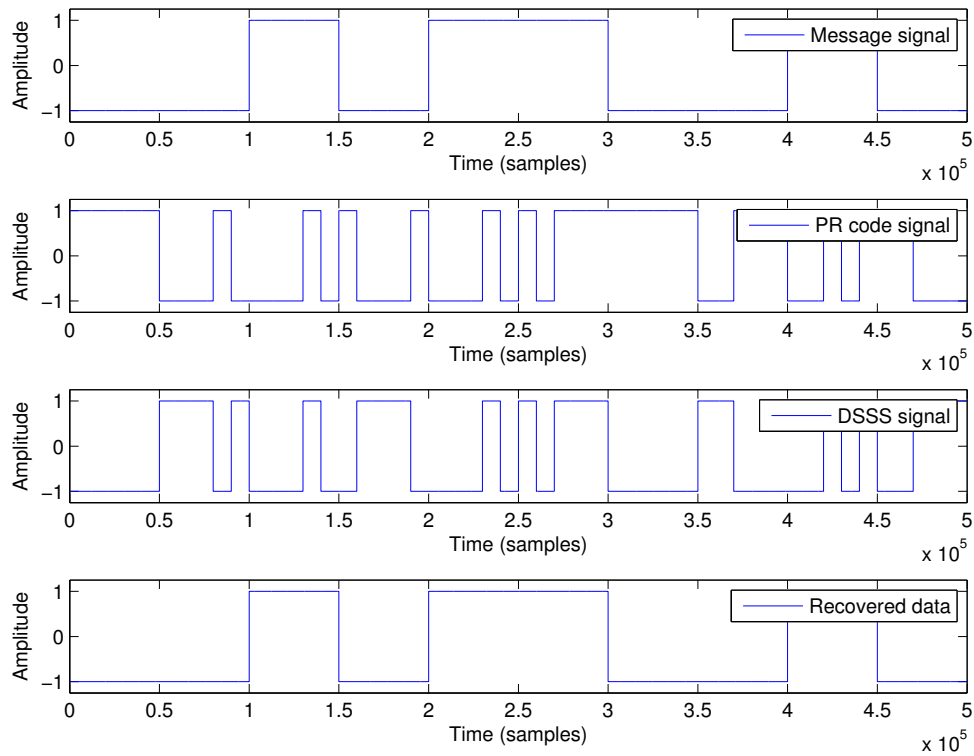 1
0
−1
Amplitude
Message signal
0 0.5 1 1.5 2 2.5 3 3.5 4 4.5 5
Time (samples)
x 10^5
1
0
−1
Amplitude
PR code signal
0 0.5 1 1.5 2 2.5 3 3.5 4 4.5 5
Time (samples)
x 10^5
1
0
−1
Amplitude
DSSS signal
0 0.5 1 1.5 2 2.5 3 3.5 4 4.5 5
Time (samples)
x 10^5
1
0
−1
Amplitude
Recovered data
0 0.5 1 1.5 2 2.5 3 3.5 4 4.5 5
Time (samples)
x 10^5